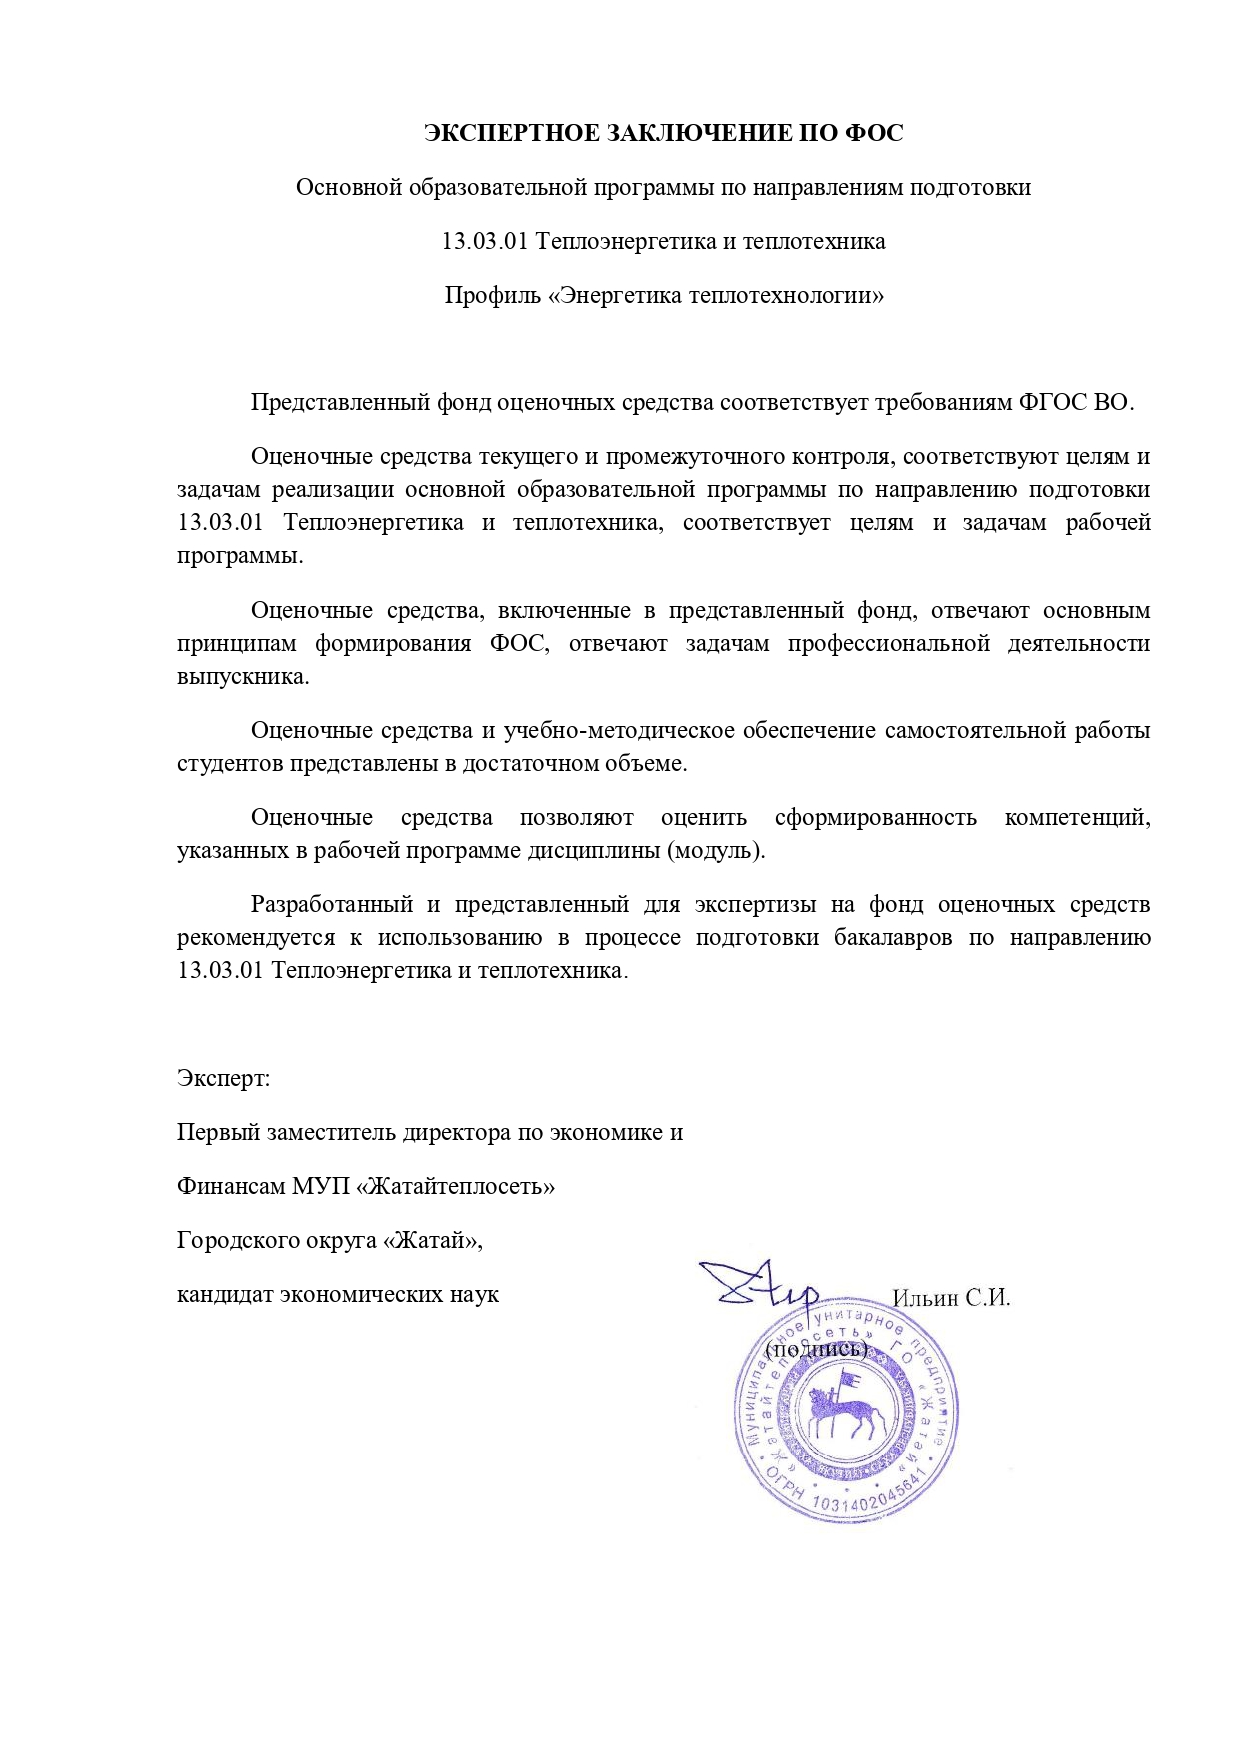 ЭКСПЕРТНОЕ ЗАКЛЮЧЕНИЕ ПО ФОС
Основной образовательной программы по направлениям подготовки
13.03.01 Теплоэнергетика и теплотехника
Профиль «Энергетика теплотехнологии»
Представленный фонд оценочных средства соответствует требованиям ФГОС ВО.
Оценочные средства текущего и промежуточного контроля, соответствуют целям и
задачам реализации основной образовательной программы по направлению подготовки
13.03.01 Теплоэнергетика и теплотехника, соответствует целям и задачам рабочей
программы.
Оценочные средства, включенные в представленный фонд, отвечают основным
принципам формирования ФОС, отвечают задачам профессиональной деятельности
выпускника.
Оценочные средства и учебно-методическое обеспечение самостоятельной работы
студентов представлены в достаточном объеме.
Оценочные средства позволяют оценить сформированность компетенций,
указанных в рабочей программе дисциплины (модуль).
Разработанный и представленный для экспертизы на фонд оценочных средств
рекомендуется к использованию в процессе подготовки бакалавров по направлению
13.03.01 Теплоэнергетика и теплотехника.
Эксперт:
Первый заместитель директора по экономике и
Финансам МУП «Жатайтеплосеть»
Городского округа «Жатай»,
кандидат экономических наук
Ильин С.И.
(подпись)
Муниципальное унитарное предприятие
«Жатайтеплосеть» ГО «Жатай»
ОГРН 1031402045641